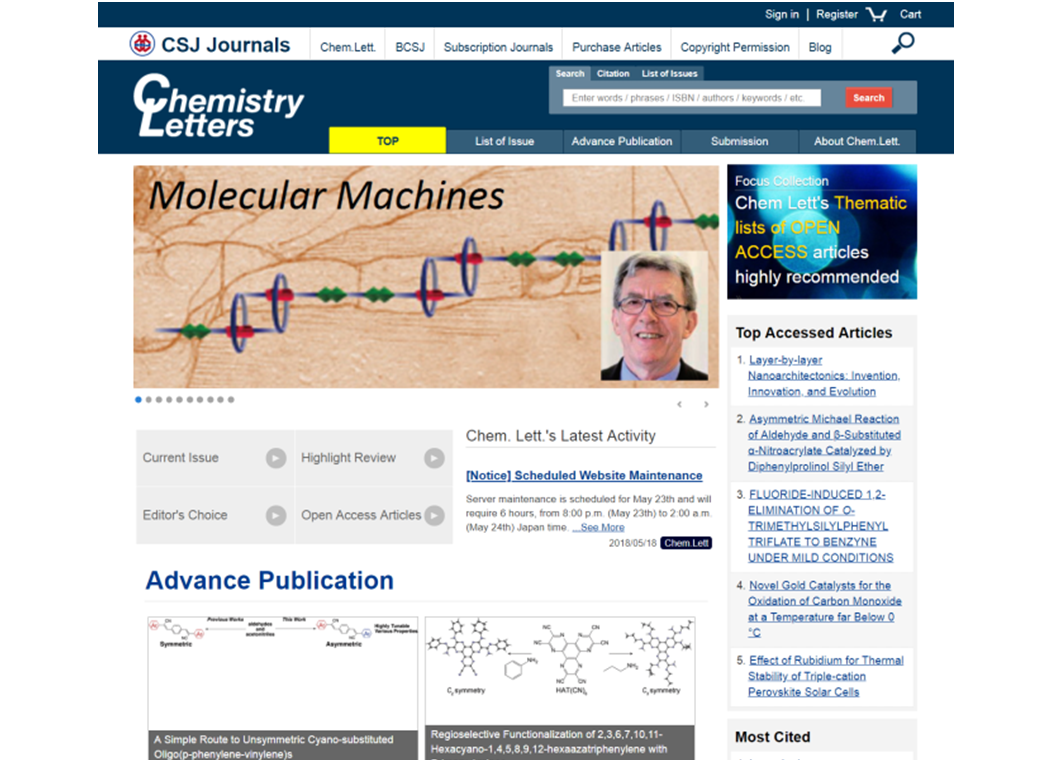 Sign in | Register Cart
CSJ Journals Chem.Lett. BCSJ Subscription Journals Purchase Articles Copyright Permission Blog
Chemistry
Letters
Search Citation List of Issues
Enter words / phrases / ISBN / authors / keywords / etc. Search
TOP List of Issue Advance Publication Submission About Chem.Lett.
Molecular Machines
Focus Collection
Chem Lett's Thematic
lists of OPEN
ACCESS articles
highly recommended
Current Issue Highlight Review
Editor's Choice Open Access Articles
Chem. Lett.'s Latest Activity
[Notice] Scheduled Website Maintenance
Server maintenance is scheduled for May 23th and will
require 6 hours, from 8:00 p.m. (May 23th) to 2:00 a.m.
(May 24th) Japan time. ...See More
2018/05/18 Chem.Lett
Top Accessed Articles
1. Layer-by-layer
Nanoarchitectonics: Invention,
Innovation, and Evolution
2. Asymmetric Michael Reaction
of Aldehyde and β-Substituted
α-Nitroacrylate Catalyzed by
Diphenylprolinol Silyl Ether
3. FLUORIDE-INDUCED 1,2-
ELIMINATION OF O-
TRIMETHYLSILYLPHENYL
TRIFLATE TO BENZYNE
UNDER MILD CONDITIONS
4. Novel Gold Catalysts for the
Oxidation of Carbon Monoxide
at a Temperature far Below 0
°C
5. Effect of Rubidium for Thermal
Stability of Triple-cation
Perovskite Solar Cells
Most Cited
Advance Publication
Previous Works This Work
aldehydes
and
acetonitriles
Highly Tunable
Various Properties
Symmetric Asymmetric
A Simple Route to Unsymmetric Cyano-substituted
Oligo(p-phenylene-vinylene)s
symmetry HAT(CN)₆ symmetry
Regioselective Functionalization of 2,3,6,7,10,11-
Hexacyano-1,4,5,8,9,12-hexaazatriphenylene with